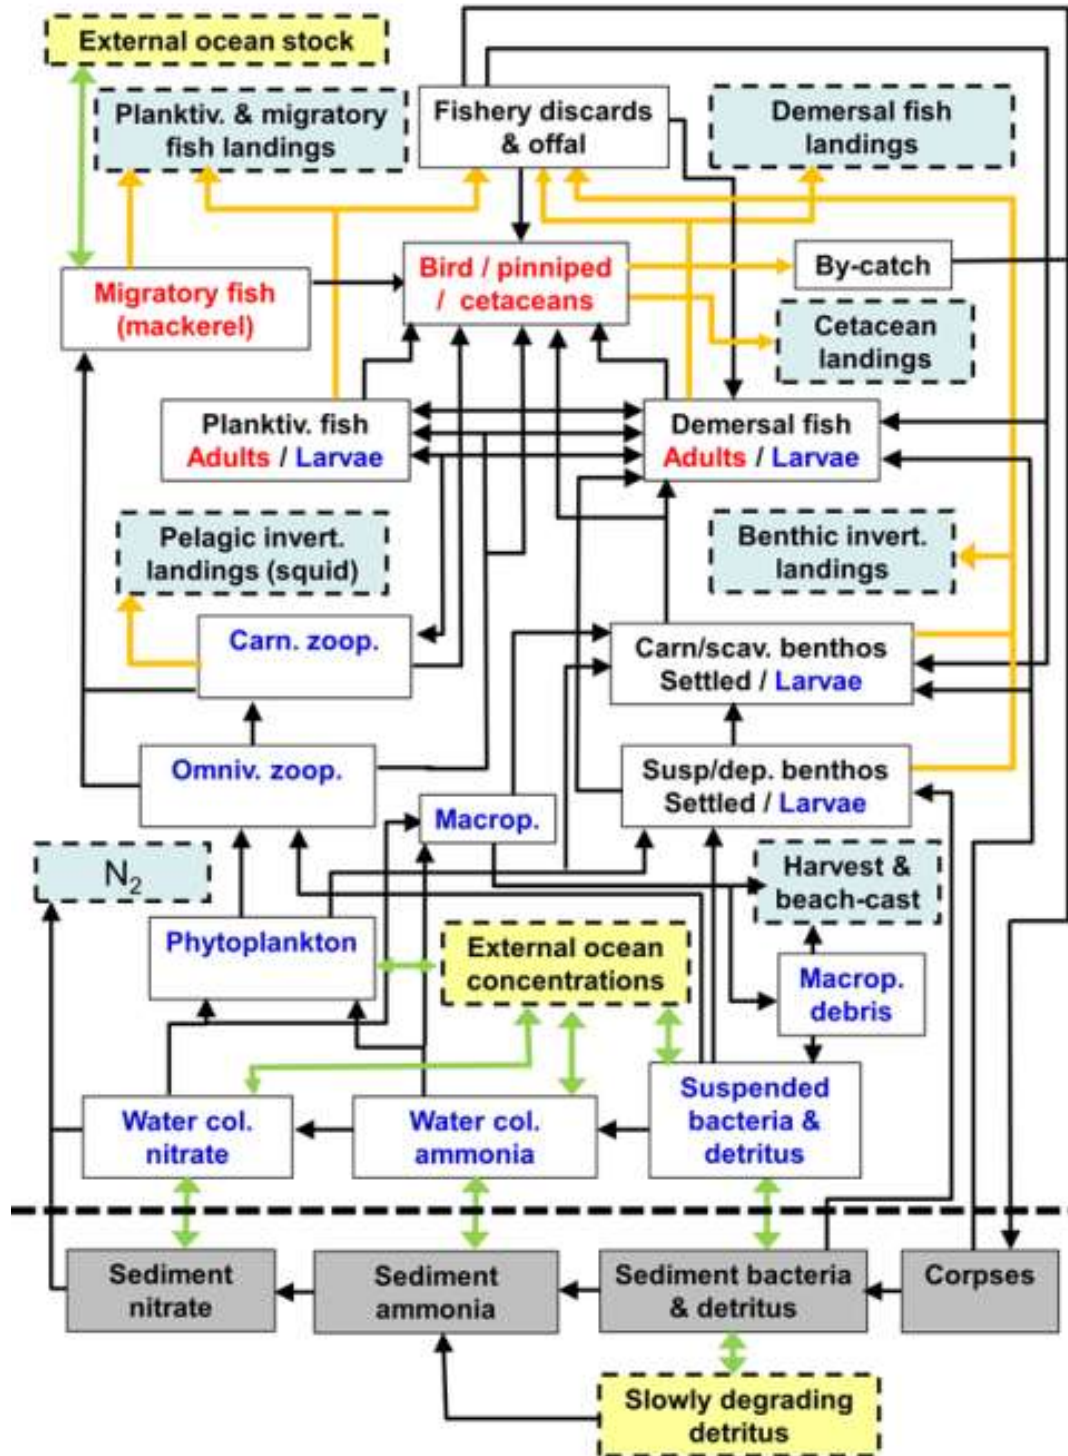 External ocean stock
Planktiv. & migratory
fish landings
Fishery discards
& offal
Demersal fish
landings
Migratory fish
(mackerel)
Bird / pinniped
/ cetaceans
By-catch
Cetacean
landings
Planktiv. fish
Adults / Larvae
Demersal fish
Adults / Larvae
Pelagic invert.
landings (squid)
Benthic invert.
landings
Carn. zoop.
Carn/scav. benthos
Settled / Larvae
Omniv. zoop.
Susp/dep. benthos
Settled / Larvae
Macrop.
N₂
Harvest &
beach-cast
Phytoplankton
External ocean
concentrations
Macrop.
debris
Water col.
nitrate
Water col.
ammonia
Suspended
bacteria &
detritus
Sediment
nitrate
Sediment
ammonia
Sediment bacteria
& detritus
Corpses
Slowly degrading
detritus